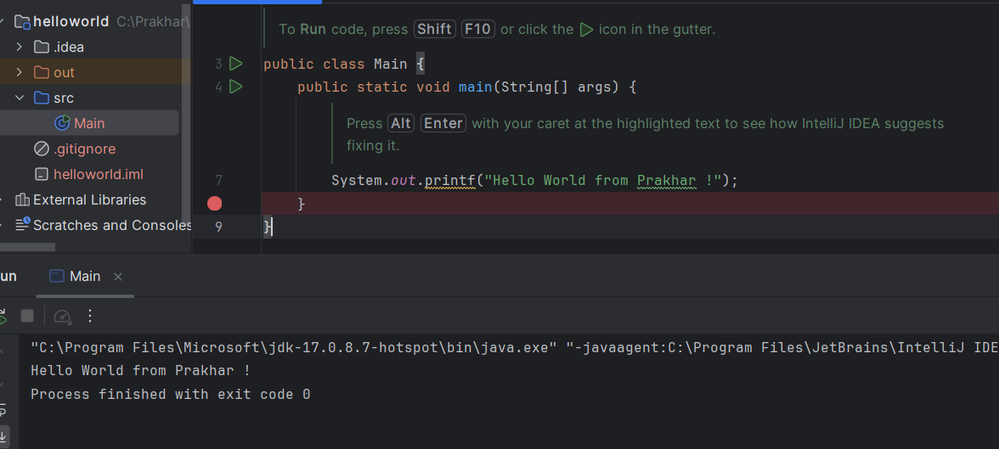 helloworld C:\Prakhar\
.idea
out
src
Main
.gitignore
helloworld.iml
External Libraries
Scratches and Consoles
To Run code, press Shift F10 or click the icon in the gutter.
3 public class Main {
4 public static void main(String[] args) {
Press Alt Enter with your caret at the highlighted text to see how IntelliJ IDEA suggests
fixing it.
7 System.out.printf("Hello World from Prakhar !");
}
9 }
un Main
"C:\Program Files\Microsoft\jdk-17.0.8.7-hotspot\bin\java.exe" "-javaagent:C:\Program Files\JetBrains\IntelliJ IDE
Hello World from Prakhar !
Process finished with exit code 0